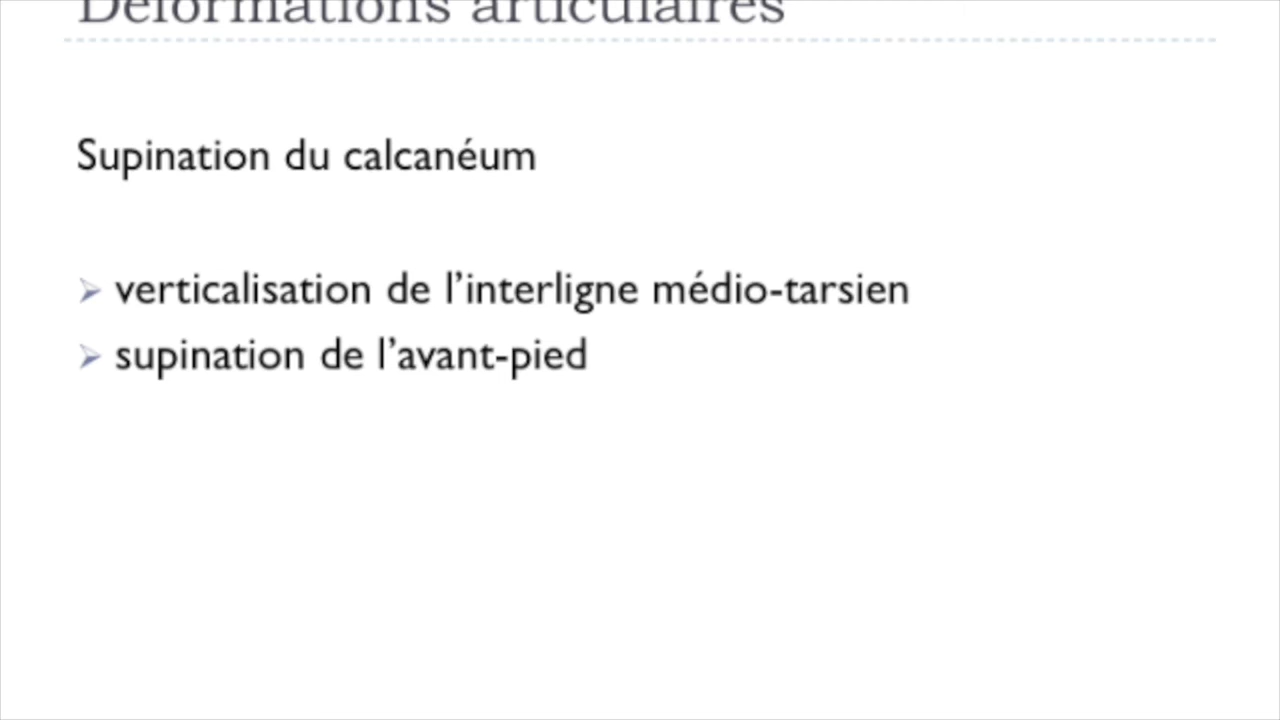 Déformations articulaires
Supination du calcanéum
verticalisation de l’interligne médio-tarsien
supination de l’avant-pied